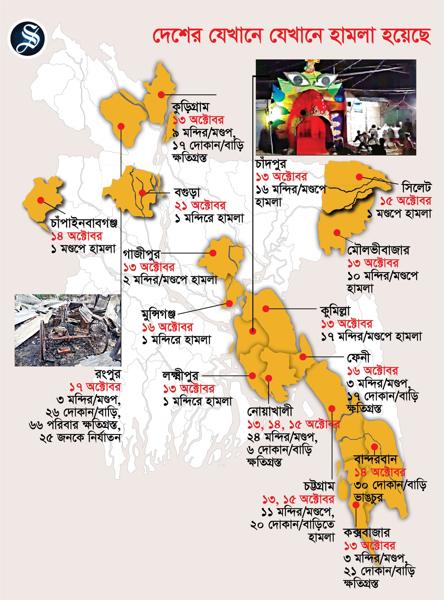 S
দেশের যেখানে যেখানে হামলা হয়েছে
কুড়িগ্রাম
১৩ অক্টোবর
৯ মন্দির/মণ্ডপ,
১৭ দোকান/বাড়ি
ক্ষতিগ্রস্ত
চাঁদপুর
১৩ অক্টোবর
১৬ মন্দির/মণ্ডপে
হামলা
সিলেট
১৫ অক্টোবর
১ মণ্ডপে হামলা
বগুড়া
২১ অক্টোবর
১ মন্দিরে হামলা
চাঁপাইনবাবগঞ্জ
১৪ অক্টোবর
১ মণ্ডপে হামলা
মৌলভীবাজার
১৩ অক্টোবর
১০ মন্দির/মণ্ডপে
হামলা
গাজীপুর
১৩ অক্টোবর
২ মন্দির/মণ্ডপে হামলা
মুন্সিগঞ্জ
১৬ অক্টোবর
১ মন্দিরে হামলা
কুমিল্লা
১৩ অক্টোবর
১৭ মন্দির/মণ্ডপে হামলা
রংপুর
১৭ অক্টোবর
৩ মন্দির/মণ্ডপ,
২৬ দোকান/বাড়ি,
৬৬ পরিবার ক্ষতিগ্রস্ত,
২৫ জনকে নির্যাতন
লক্ষ্মীপুর
১৩ অক্টোবর
১ মন্দিরে হামলা
ফেনী
১৬ অক্টোবর
৩ মন্দির/মণ্ডপ,
১৭ দোকান/বাড়ি
ক্ষতিগ্রস্ত
নোয়াখালী
১৩, ১৪, ১৫ অক্টোবর
২৪ মন্দির/মণ্ডপ,
৬ দোকান/বাড়ি
ক্ষতিগ্রস্ত
বান্দরবান
১৪ অক্টোবর
৩০ দোকান/বাড়ি
ভাঙচুর
চট্টগ্রাম
১৩, ১৫ অক্টোবর
১১ মন্দির/মণ্ডপে,
২০ দোকান/বাড়িতে
হামলা
কক্সবাজার
১৩ অক্টোবর
৩ মন্দির/মণ্ডপ,
২১ দোকান/বাড়ি
ক্ষতিগ্রস্ত